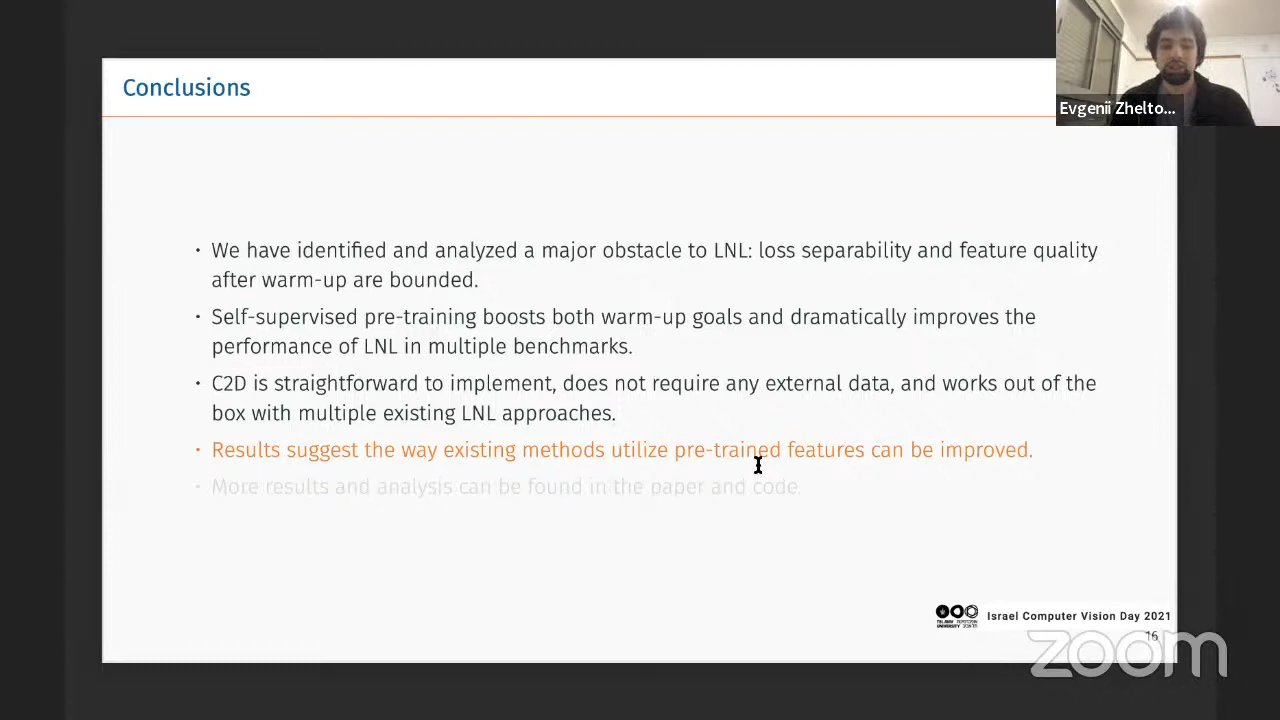 Conclusions
Evgenii Zhelto...
• We have identified and analyzed a major obstacle to LNL: loss separability and feature quality
after warm-up are bounded.
• Self-supervised pre-training boosts both warm-up goals and dramatically improves the
performance of LNL in multiple benchmarks.
• C2D is straightforward to implement, does not require any external data, and works out of the
box with multiple existing LNL approaches.
• Results suggest the way existing methods utilize pre-trained features can be improved.
• More results and analysis can be found in the paper and code.
TEL AVIV
UNIVERSITY
Israel Computer Vision Day 2021
16
zoom